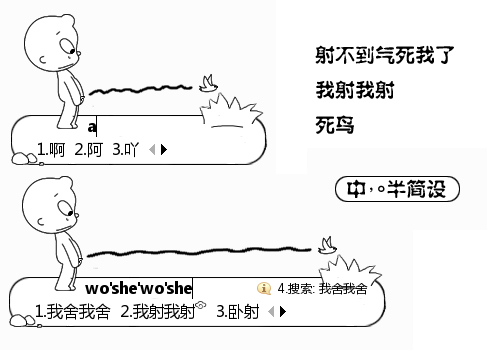 射不到气死我了
我射我射
死鸟
a
1.啊 2.阿 3.吖
中,。半简设
wo'she'wo'she
4.搜索: 我舍我舍
1.我舍我舍 2.我射我射 3.卧射